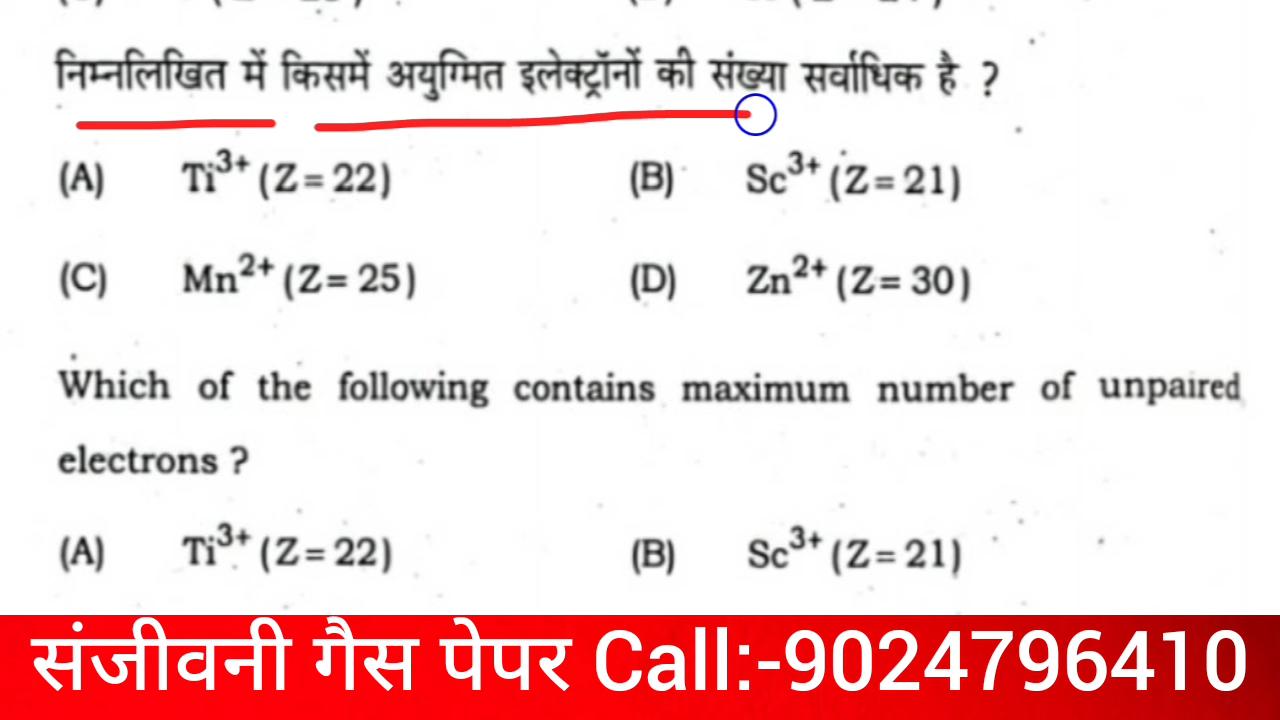 निम्नलिखित में किसमें अयुग्मित इलेक्ट्रॉनों की संख्या सर्वाधिक है ?
(A) Ti³⁺ (Z = 22) (B) Sc³⁺ (Z = 21)
(C) Mn²⁺ (Z = 25) (D) Zn²⁺ (Z = 30)
Which of the following contains maximum number of unpaired
electrons ?
(A) Ti³⁺ (Z = 22) (B) Sc³⁺ (Z = 21)
संजीवनी गैस पेपर Call:-9024796410